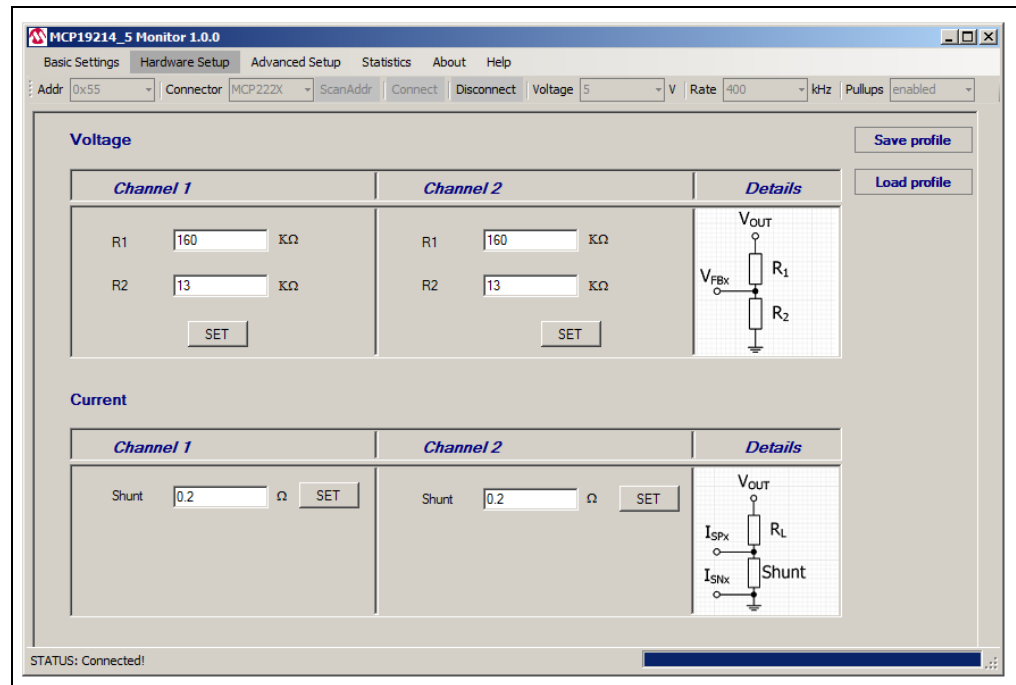 MCP19214_5 Monitor 1.0.0
Basic Settings Hardware Setup Advanced Setup Statistics About Help
Addr 0x55 Connector MCP222X ScanAddr Connect Disconnect Voltage 5 V Rate 400 kHz Pullups enabled
Voltage
Save profile
Load profile
Channel 1 Channel 2 Details
R1 160 KΩ R1 160 KΩ
R2 13 KΩ R2 13 KΩ
SET SET
VOUT
R1
VFBx
R2
Current
Channel 1 Channel 2 Details
Shunt 0.2 Ω SET Shunt 0.2 Ω SET
VOUT
RL
ISPx
Shunt
ISNx
STATUS: Connected!